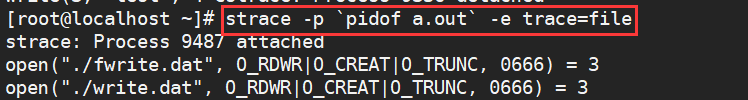 [root@localhost ~]# strace -p `pidof a.out` -e trace=file
strace: Process 9487 attached
open("./fwrite.dat", O_RDWR|O_CREAT|O_TRUNC, 0666) = 3
open("./write.dat", O_RDWR|O_CREAT|O_TRUNC, 0666) = 3